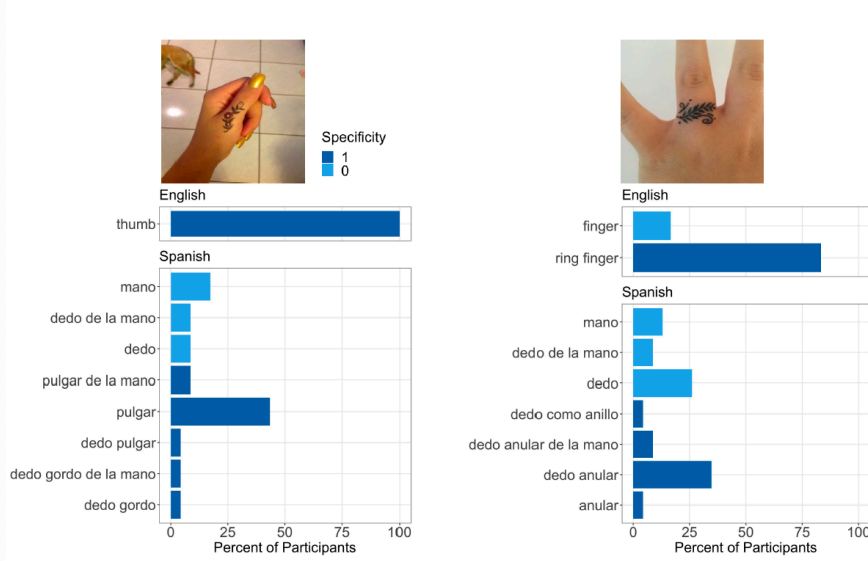 Specificity
1
0
English
thumb
Spanish
mano
dedo de la mano
dedo
pulgar de la mano
pulgar
dedo pulgar
dedo gordo de la mano
dedo gordo
0 25 50 75 100
Percent of Participants
English
finger
ring finger
Spanish
mano
dedo de la mano
dedo
dedo como anillo
dedo anular de la mano
dedo anular
anular
0 25 50 75 100
Percent of Participants